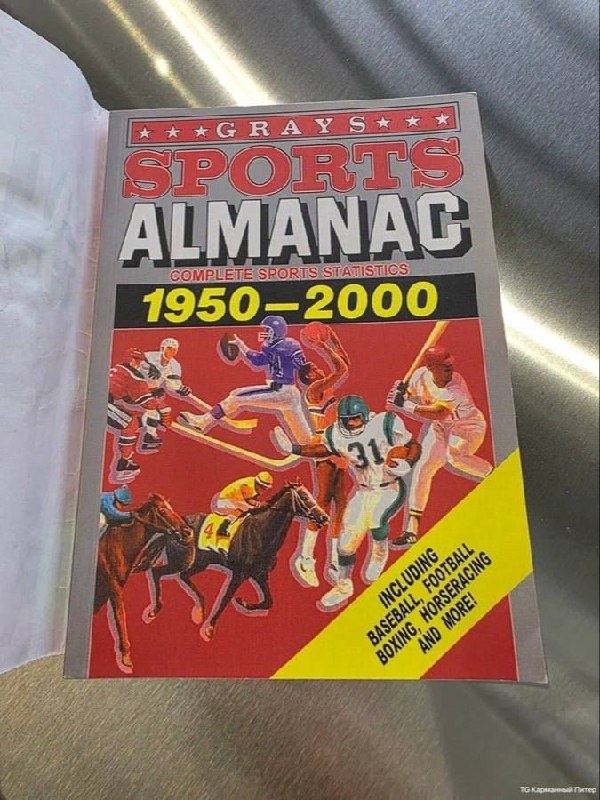 ★★★GRAYS★★★
SPORTS
ALMANAC
COMPLETE SPORTS STATISTICS
1950–2000
31
4
INCLUDING
BASEBALL, FOOTBALL
BOXING, HORSERACING
AND MORE!
TG Карманный Питер